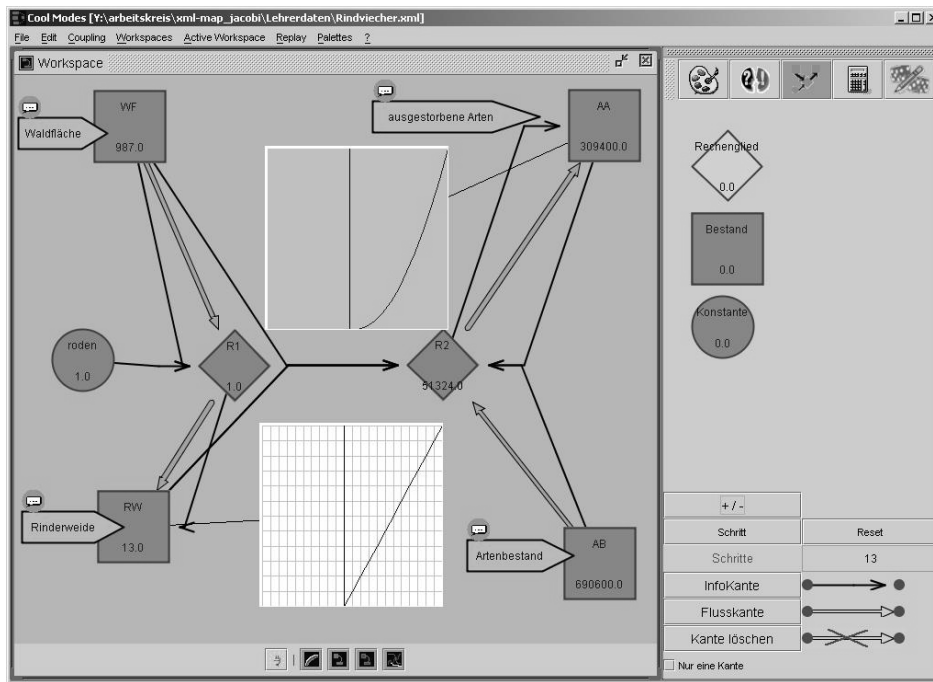 Cool Modes [Y:\arbeitskreis\xml-map_jacobi\Lehrerdaten\Rindviecher.xml]
File Edit Coupling Workspaces Active Workspace Replay Palettes ?
Workspace
WF
987.0
Waldfläche
ausgestorbene Arten
AA
309400.0
roden
1.0
R1
1.0
R2
51324.0
RW
13.0
Rinderweide
Artenbestand
AB
690600.0
Rechenglied
0.0
Bestand
0.0
Konstante
0.0
+ / -
Schritt Reset
Schritte 13
InfoKante
Flusskante
Kante löschen
Nur eine Kante